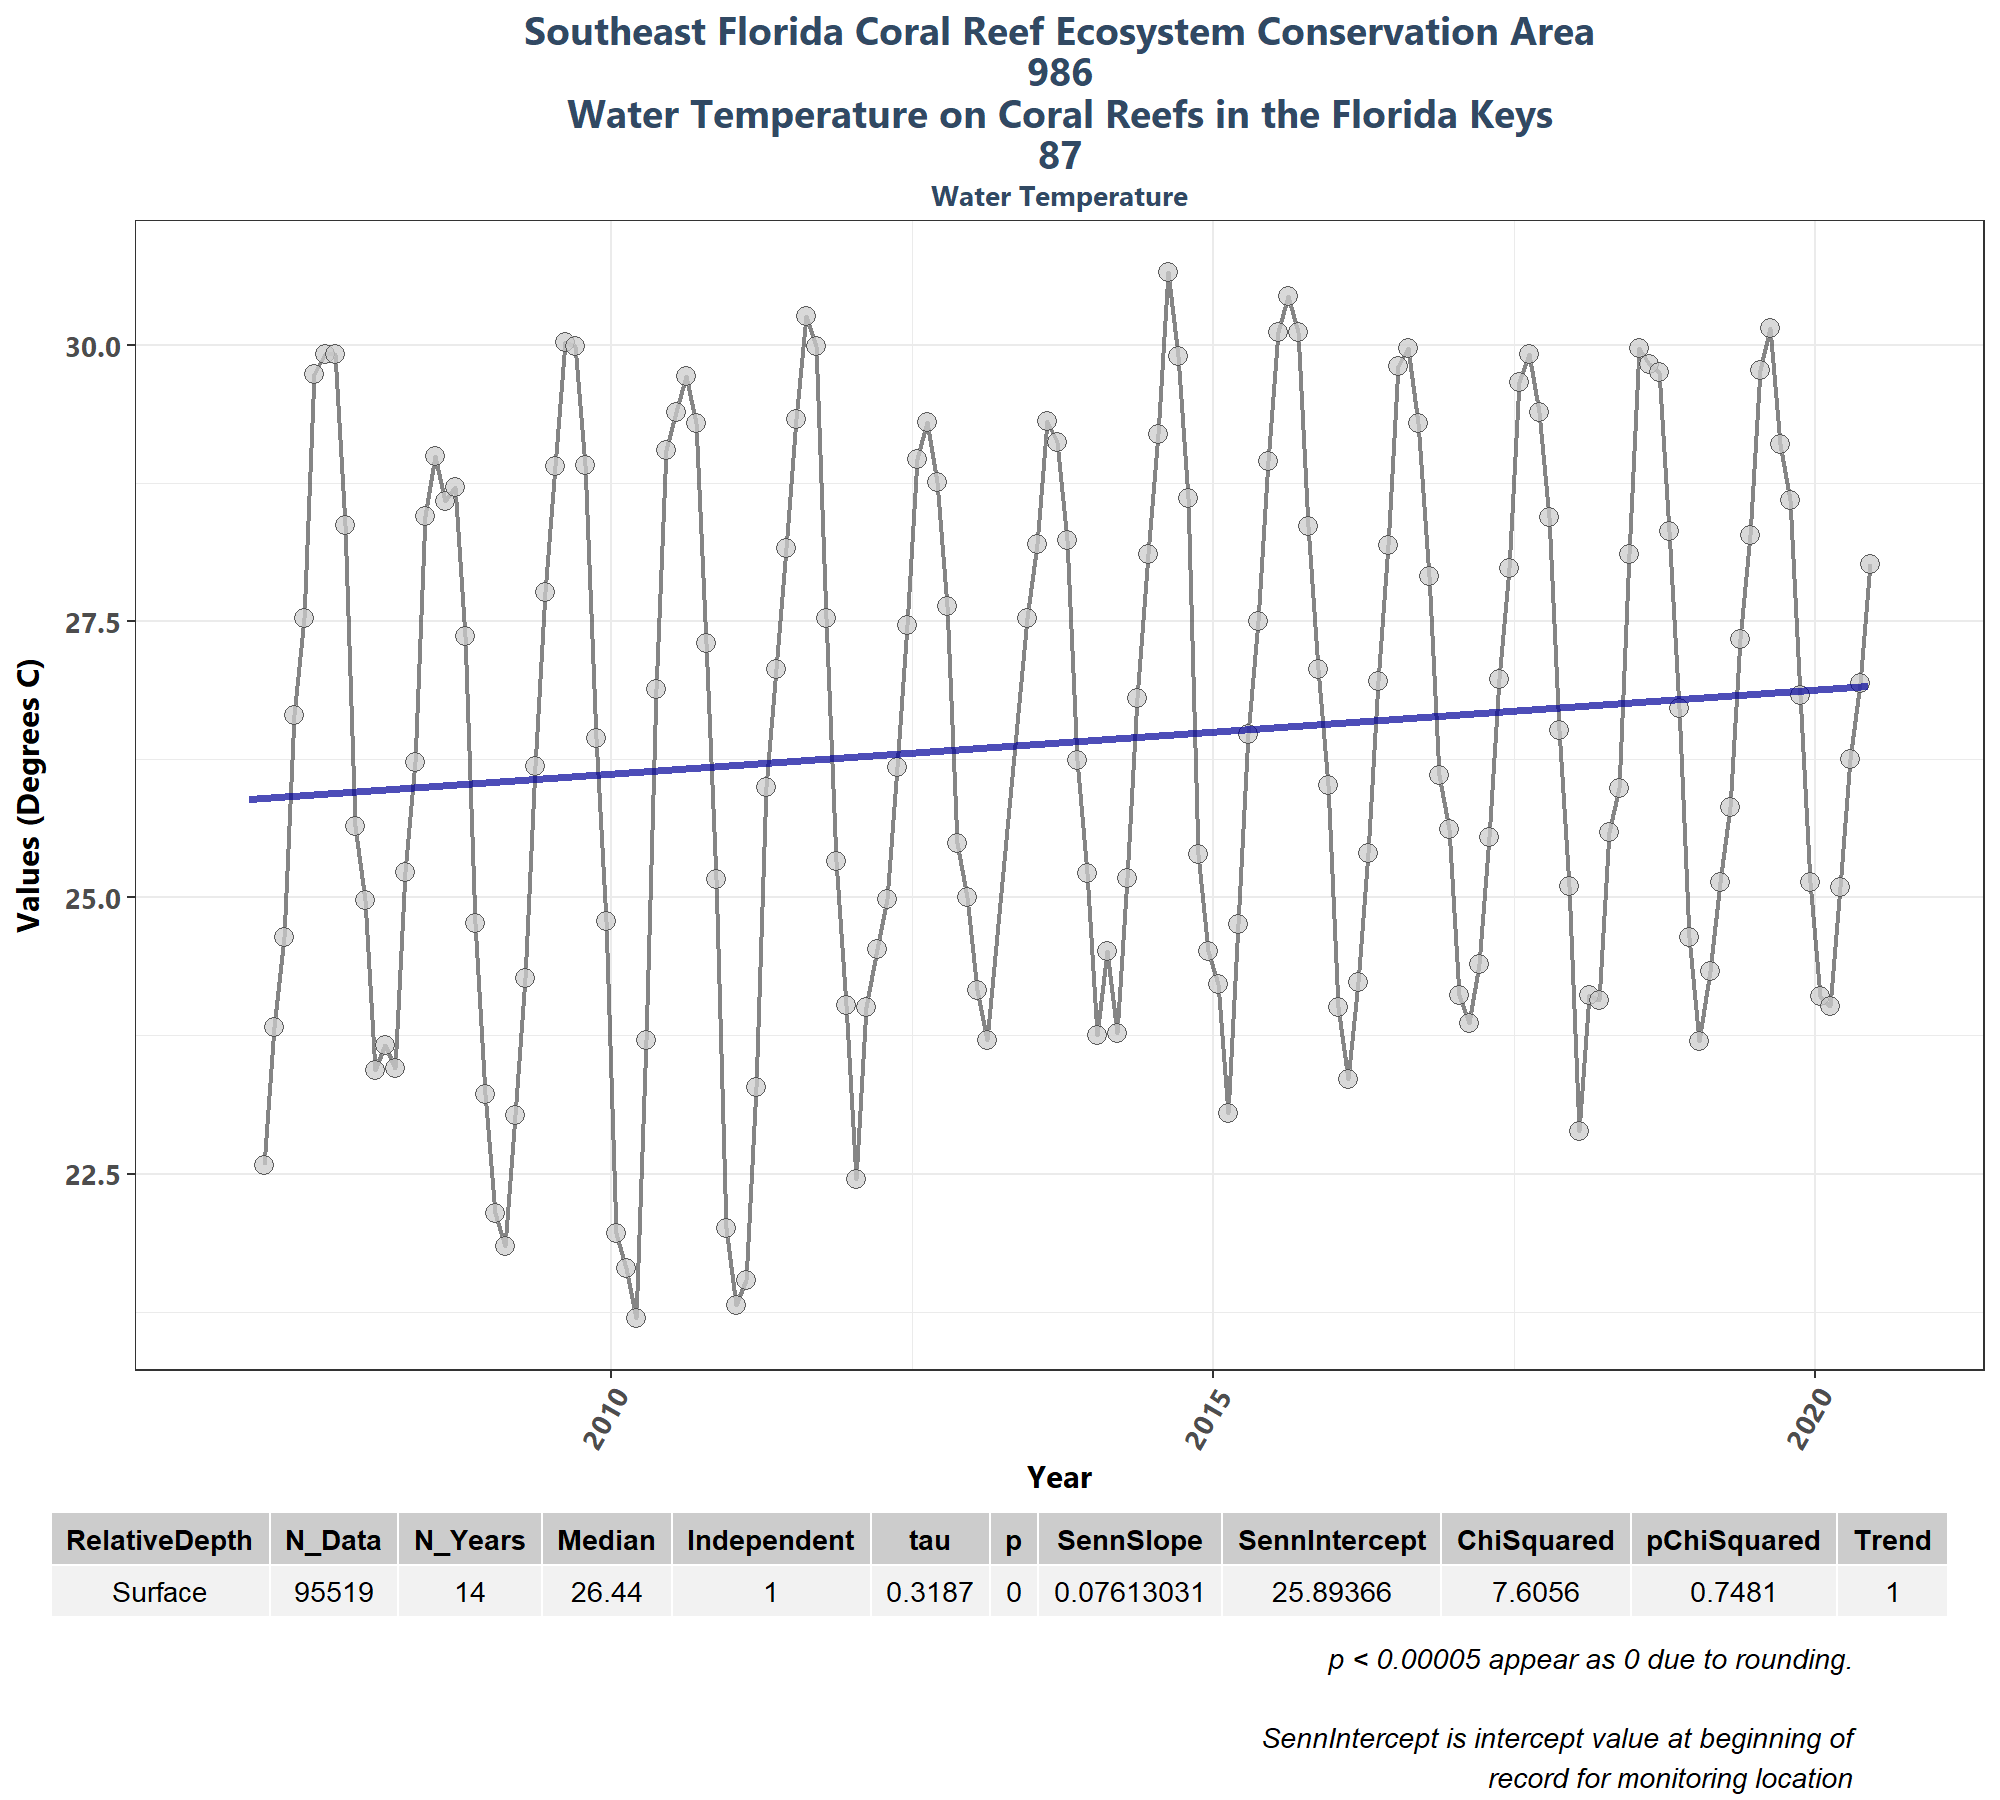 Southeast Florida Coral Reef Ecosystem Conservation Area
986
Water Temperature on Coral Reefs in the Florida Keys
87
Water Temperature
Values (Degrees C)
30.0
27.5
25.0
22.5
2010
2015
2020
Year
RelativeDepth N_Data N_Years Median Independent tau p SennSlope SennIntercept ChiSquared pChiSquared Trend
Surface 95519 14 26.44 1 0.3187 0 0.07613031 25.89366 7.6056 0.7481 1
p < 0.00005 appear as 0 due to rounding.
SennIntercept is intercept value at beginning of
record for monitoring location